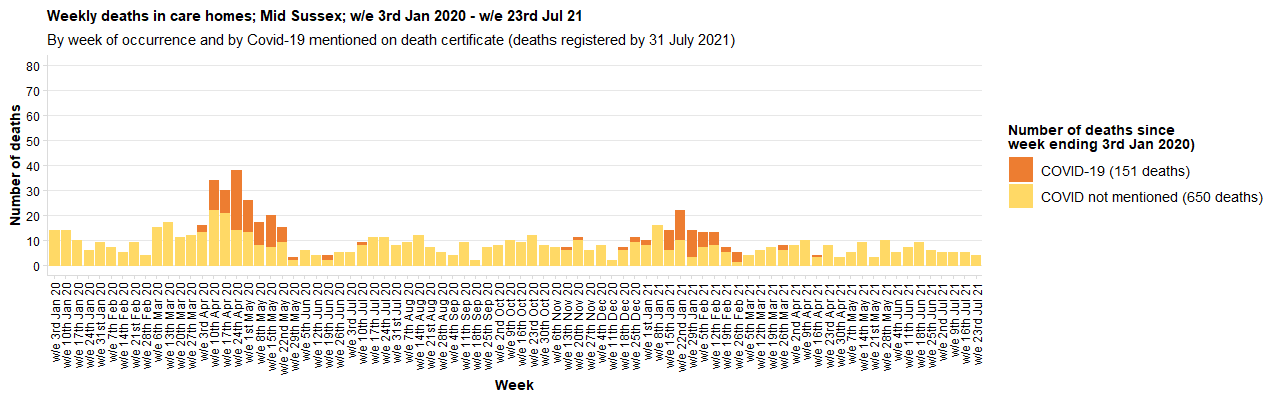 Weekly deaths in care homes; Mid Sussex; w/e 3rd Jan 2020 - w/e 23rd Jul 21
By week of occurrence and by Covid-19 mentioned on death certificate (deaths registered by 31 July 2021)
Number of deaths
80
70
60
50
40
30
20
10
0
w/e 3rd Jan 20
w/e 10th Jan 20
w/e 17th Jan 20
w/e 24th Jan 20
w/e 31st Jan 20
w/e 7th Feb 20
w/e 14th Feb 20
w/e 21st Feb 20
w/e 28th Feb 20
w/e 6th Mar 20
w/e 13th Mar 20
w/e 20th Mar 20
w/e 27th Mar 20
w/e 3rd Apr 20
w/e 10th Apr 20
w/e 17th Apr 20
w/e 24th Apr 20
w/e 1st May 20
w/e 8th May 20
w/e 15th May 20
w/e 22nd May 20
w/e 29th May 20
w/e 5th Jun 20
w/e 12th Jun 20
w/e 19th Jun 20
w/e 26th Jun 20
w/e 3rd Jul 20
w/e 10th Jul 20
w/e 17th Jul 20
w/e 24th Jul 20
w/e 31st Jul 20
w/e 7th Aug 20
w/e 14th Aug 20
w/e 21st Aug 20
w/e 28th Aug 20
w/e 4th Sep 20
w/e 11th Sep 20
w/e 18th Sep 20
w/e 25th Sep 20
w/e 2nd Oct 20
w/e 9th Oct 20
w/e 16th Oct 20
w/e 23rd Oct 20
w/e 30th Oct 20
w/e 6th Nov 20
w/e 13th Nov 20
w/e 20th Nov 20
w/e 27th Nov 20
w/e 4th Dec 20
w/e 11th Dec 20
w/e 18th Dec 20
w/e 25th Dec 20
w/e 1st Jan 21
w/e 8th Jan 21
w/e 15th Jan 21
w/e 22nd Jan 21
w/e 29th Jan 21
w/e 5th Feb 21
w/e 12th Feb 21
w/e 19th Feb 21
w/e 26th Feb 21
w/e 5th Mar 21
w/e 12th Mar 21
w/e 19th Mar 21
w/e 26th Mar 21
w/e 2nd Apr 21
w/e 9th Apr 21
w/e 16th Apr 21
w/e 23rd Apr 21
w/e 30th Apr 21
w/e 7th May 21
w/e 14th May 21
w/e 21st May 21
w/e 28th May 21
w/e 4th Jun 21
w/e 11th Jun 21
w/e 18th Jun 21
w/e 25th Jun 21
w/e 2nd Jul 21
w/e 9th Jul 21
w/e 16th Jul 21
w/e 23rd Jul 21
Week
Number of deaths since
week ending 3rd Jan 2020)
COVID-19 (151 deaths)
COVID not mentioned (650 deaths)